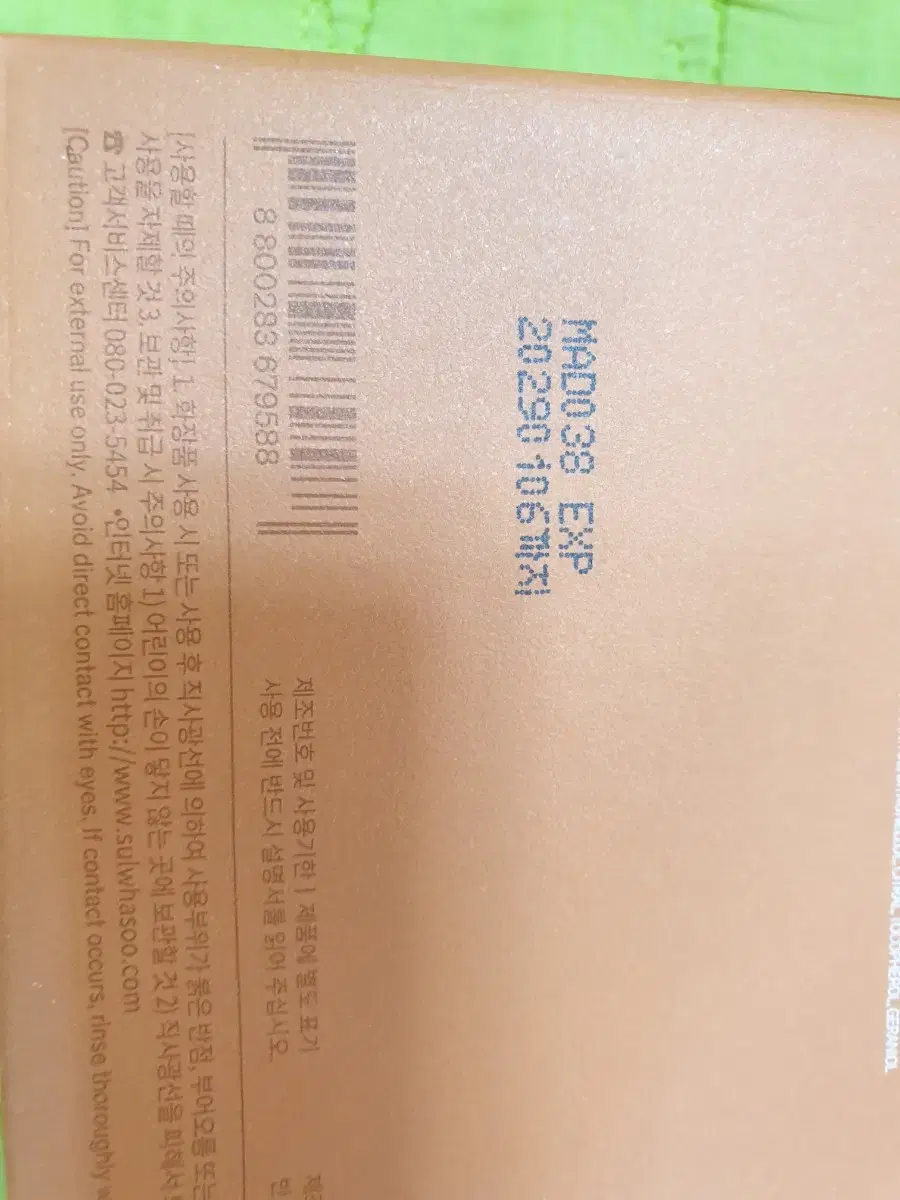 TOCOPHEROL, GERANIOL
MAD038 EXP
20290106까지
8 800283 679588
제조번호 및 사용기한 | 제품에 별도 표기
사용 전에 반드시 설명서를 읽어 주십시오.
[사용할 때의 주의사항] 1. 화장품 사용 시 또는 사용 후 직사광선에 의하여 사용부위가 붉은 반점, 부어오름 또는
사용을 자제할 것 3. 보관 및 취급 시 주의사항 1) 어린이의 손이 닿지 않는 곳에 보관할 것 2) 직사광선을 피해서
☎ 고객서비스센터 080-023-5454 •인터넷 홈페이지 http://www.sulwhasoo.com
[Caution] For external use only. Avoid direct contact with eyes. If contact occurs, rinse thoroughly